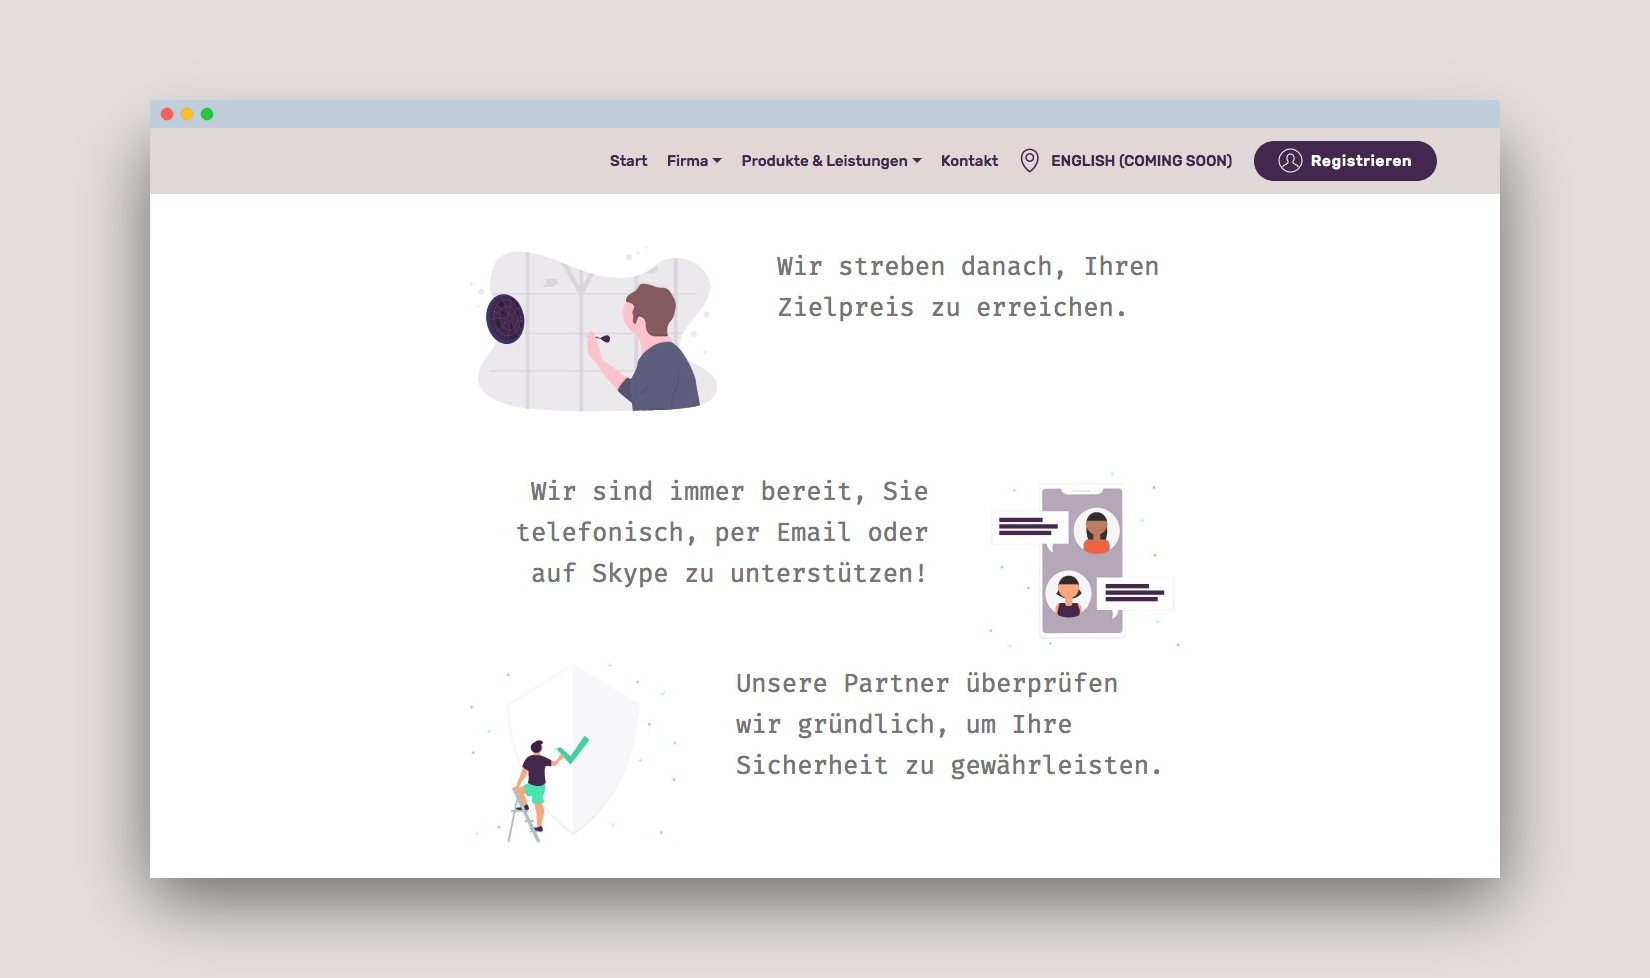 Start Firma Produkte & Leistungen Kontakt ENGLISH (COMING SOON) Registrieren
Wir streben danach, Ihren
Zielpreis zu erreichen.
Wir sind immer bereit, Sie
telefonisch, per Email oder
auf Skype zu unterstützen!
Unsere Partner überprüfen
wir gründlich, um Ihre
Sicherheit zu gewährleisten.